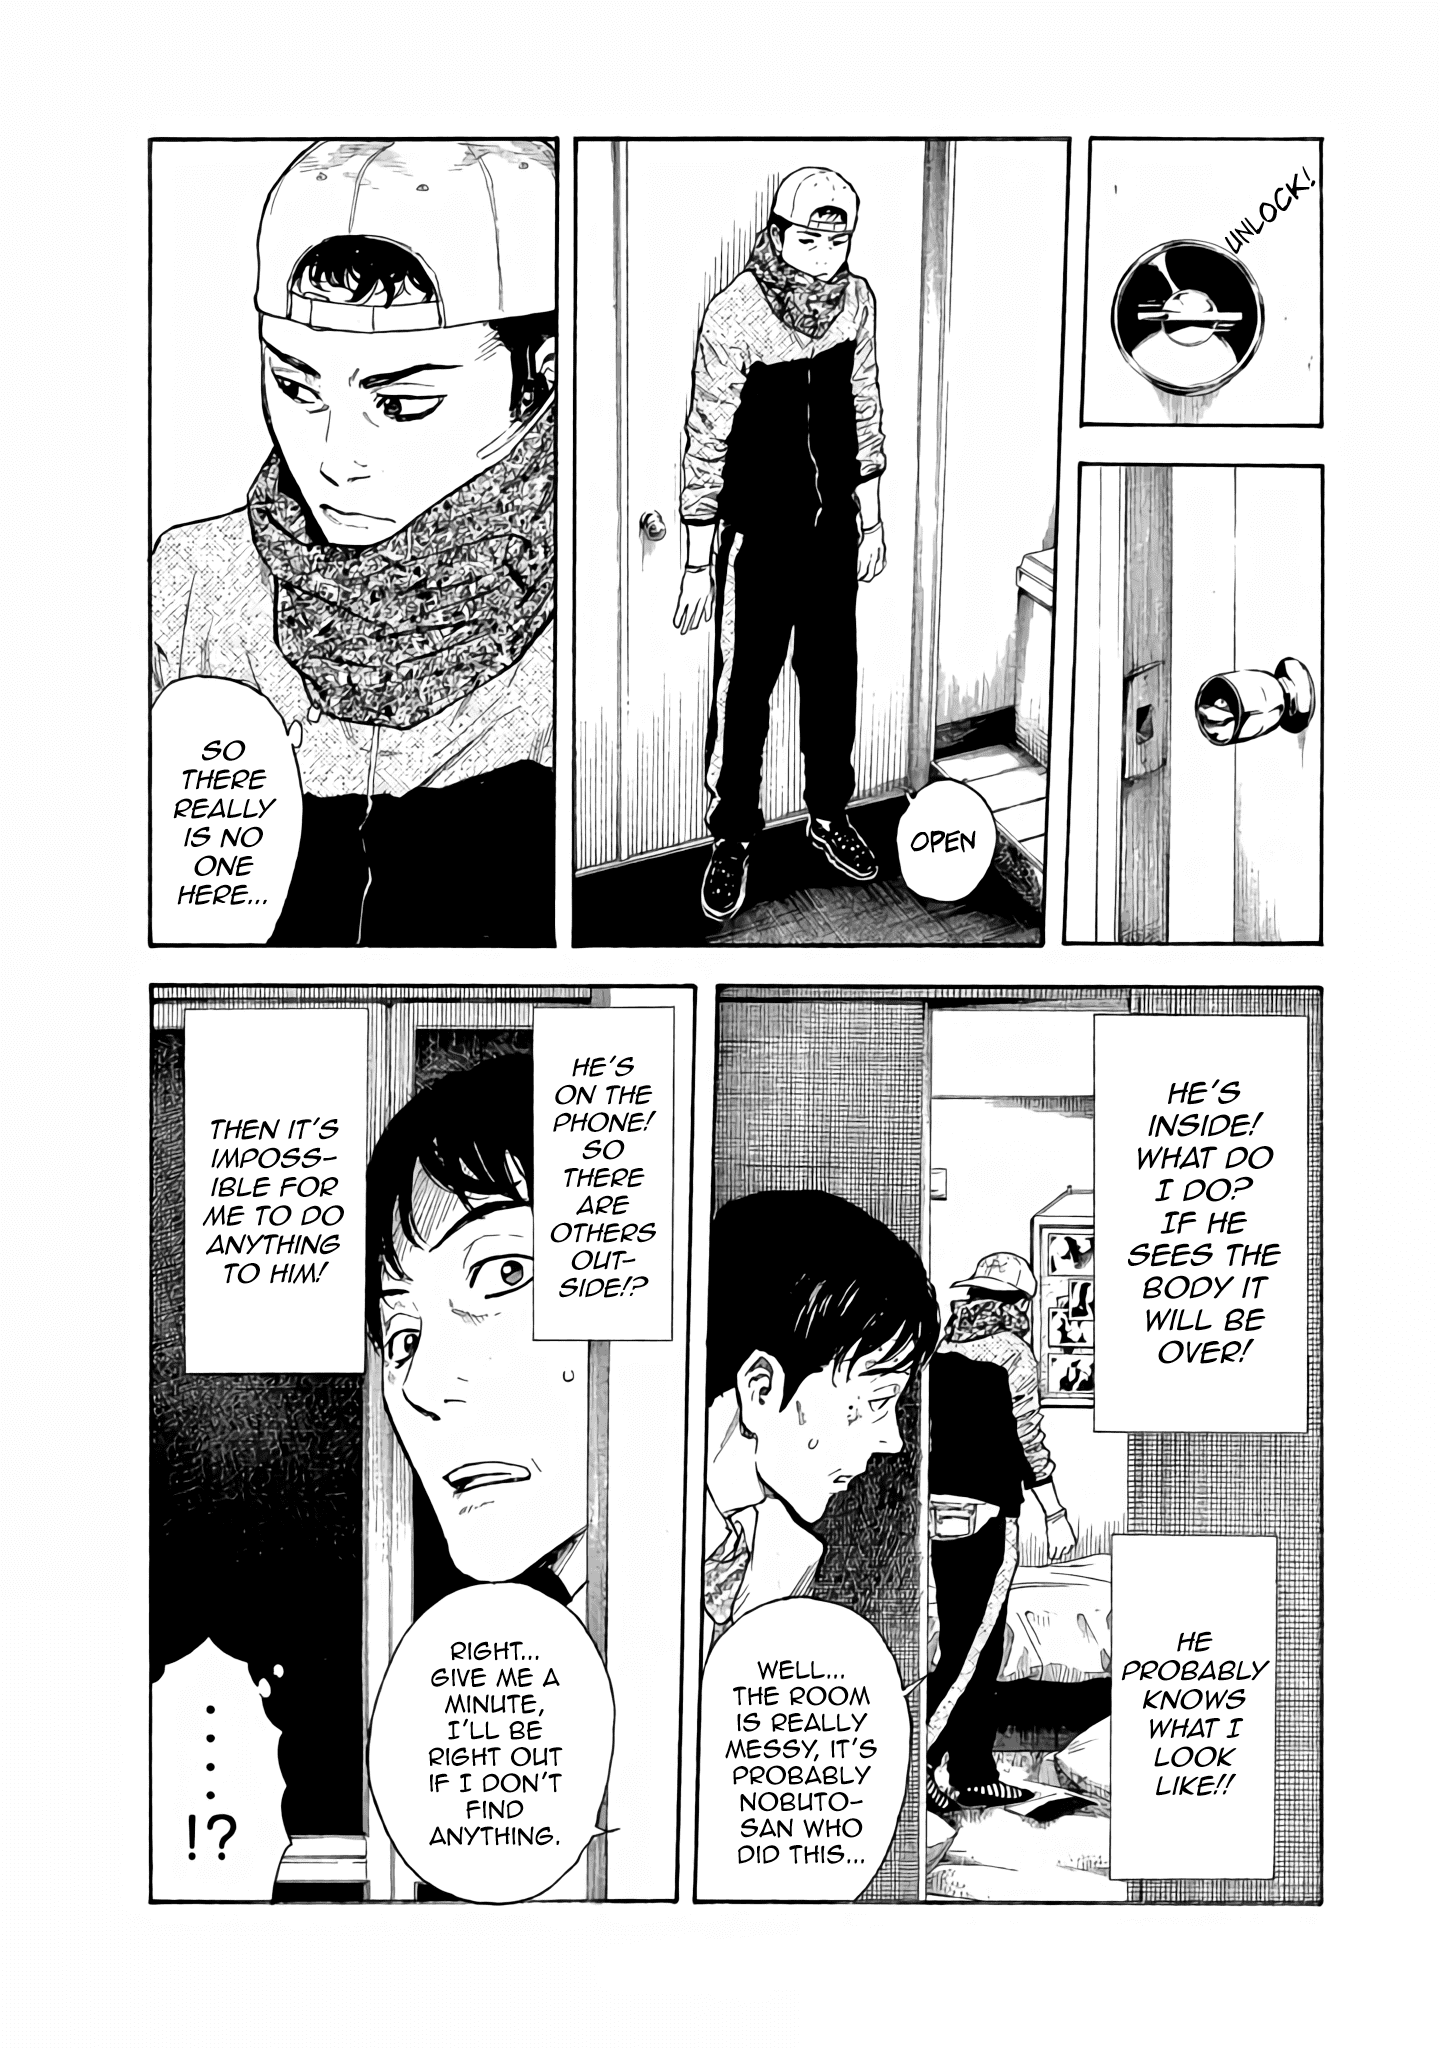 UNLOCK!
OPEN
SO
THERE
REALLY
IS NO
ONE
HERE...
HE'S
INSIDE!
WHAT DO
I DO?
IF HE
SEES THE
BODY IT
WILL BE
OVER!
HE
PROBABLY
KNOWS
WHAT I
LOOK
LIKE!!
WELL...
THE ROOM
IS REALLY
MESSY, IT'S
PROBABLY
NOBUTO-
SAN WHO
DID THIS...
HE'S
ON THE
PHONE!
SO
THERE
ARE
OTHERS
OUT-
SIDE!?
THEN IT'S
IMPOSS-
IBLE FOR
ME TO DO
ANYTHING
TO HIM!
RIGHT...
GIVE ME A
MINUTE,
I'LL BE
RIGHT OUT
IF I DON'T
FIND
ANYTHING.
.....
!?